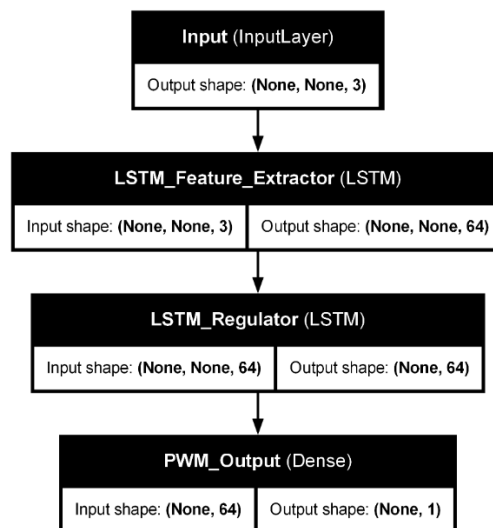 Input (InputLayer)
Output shape: (None, None, 3)
LSTM_Feature_Extractor (LSTM)
Input shape: (None, None, 3) Output shape: (None, None, 64)
LSTM_Regulator (LSTM)
Input shape: (None, None, 64) Output shape: (None, 64)
PWM_Output (Dense)
Input shape: (None, 64) Output shape: (None, 1)